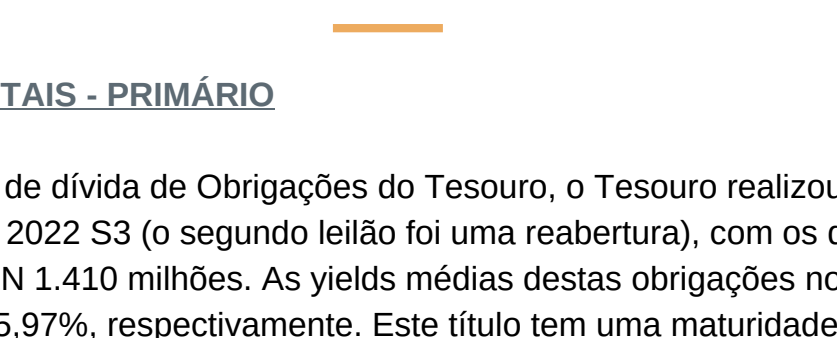 TAIS - PRIMÁRIO
de dívida de Obrigações do Tesouro, o Tesouro realizou
2022 S3 (o segundo leilão foi uma reabertura), com os
N 1.410 milhões. As yields médias destas obrigações
5,97%, respectivamente. Este título tem uma maturidade